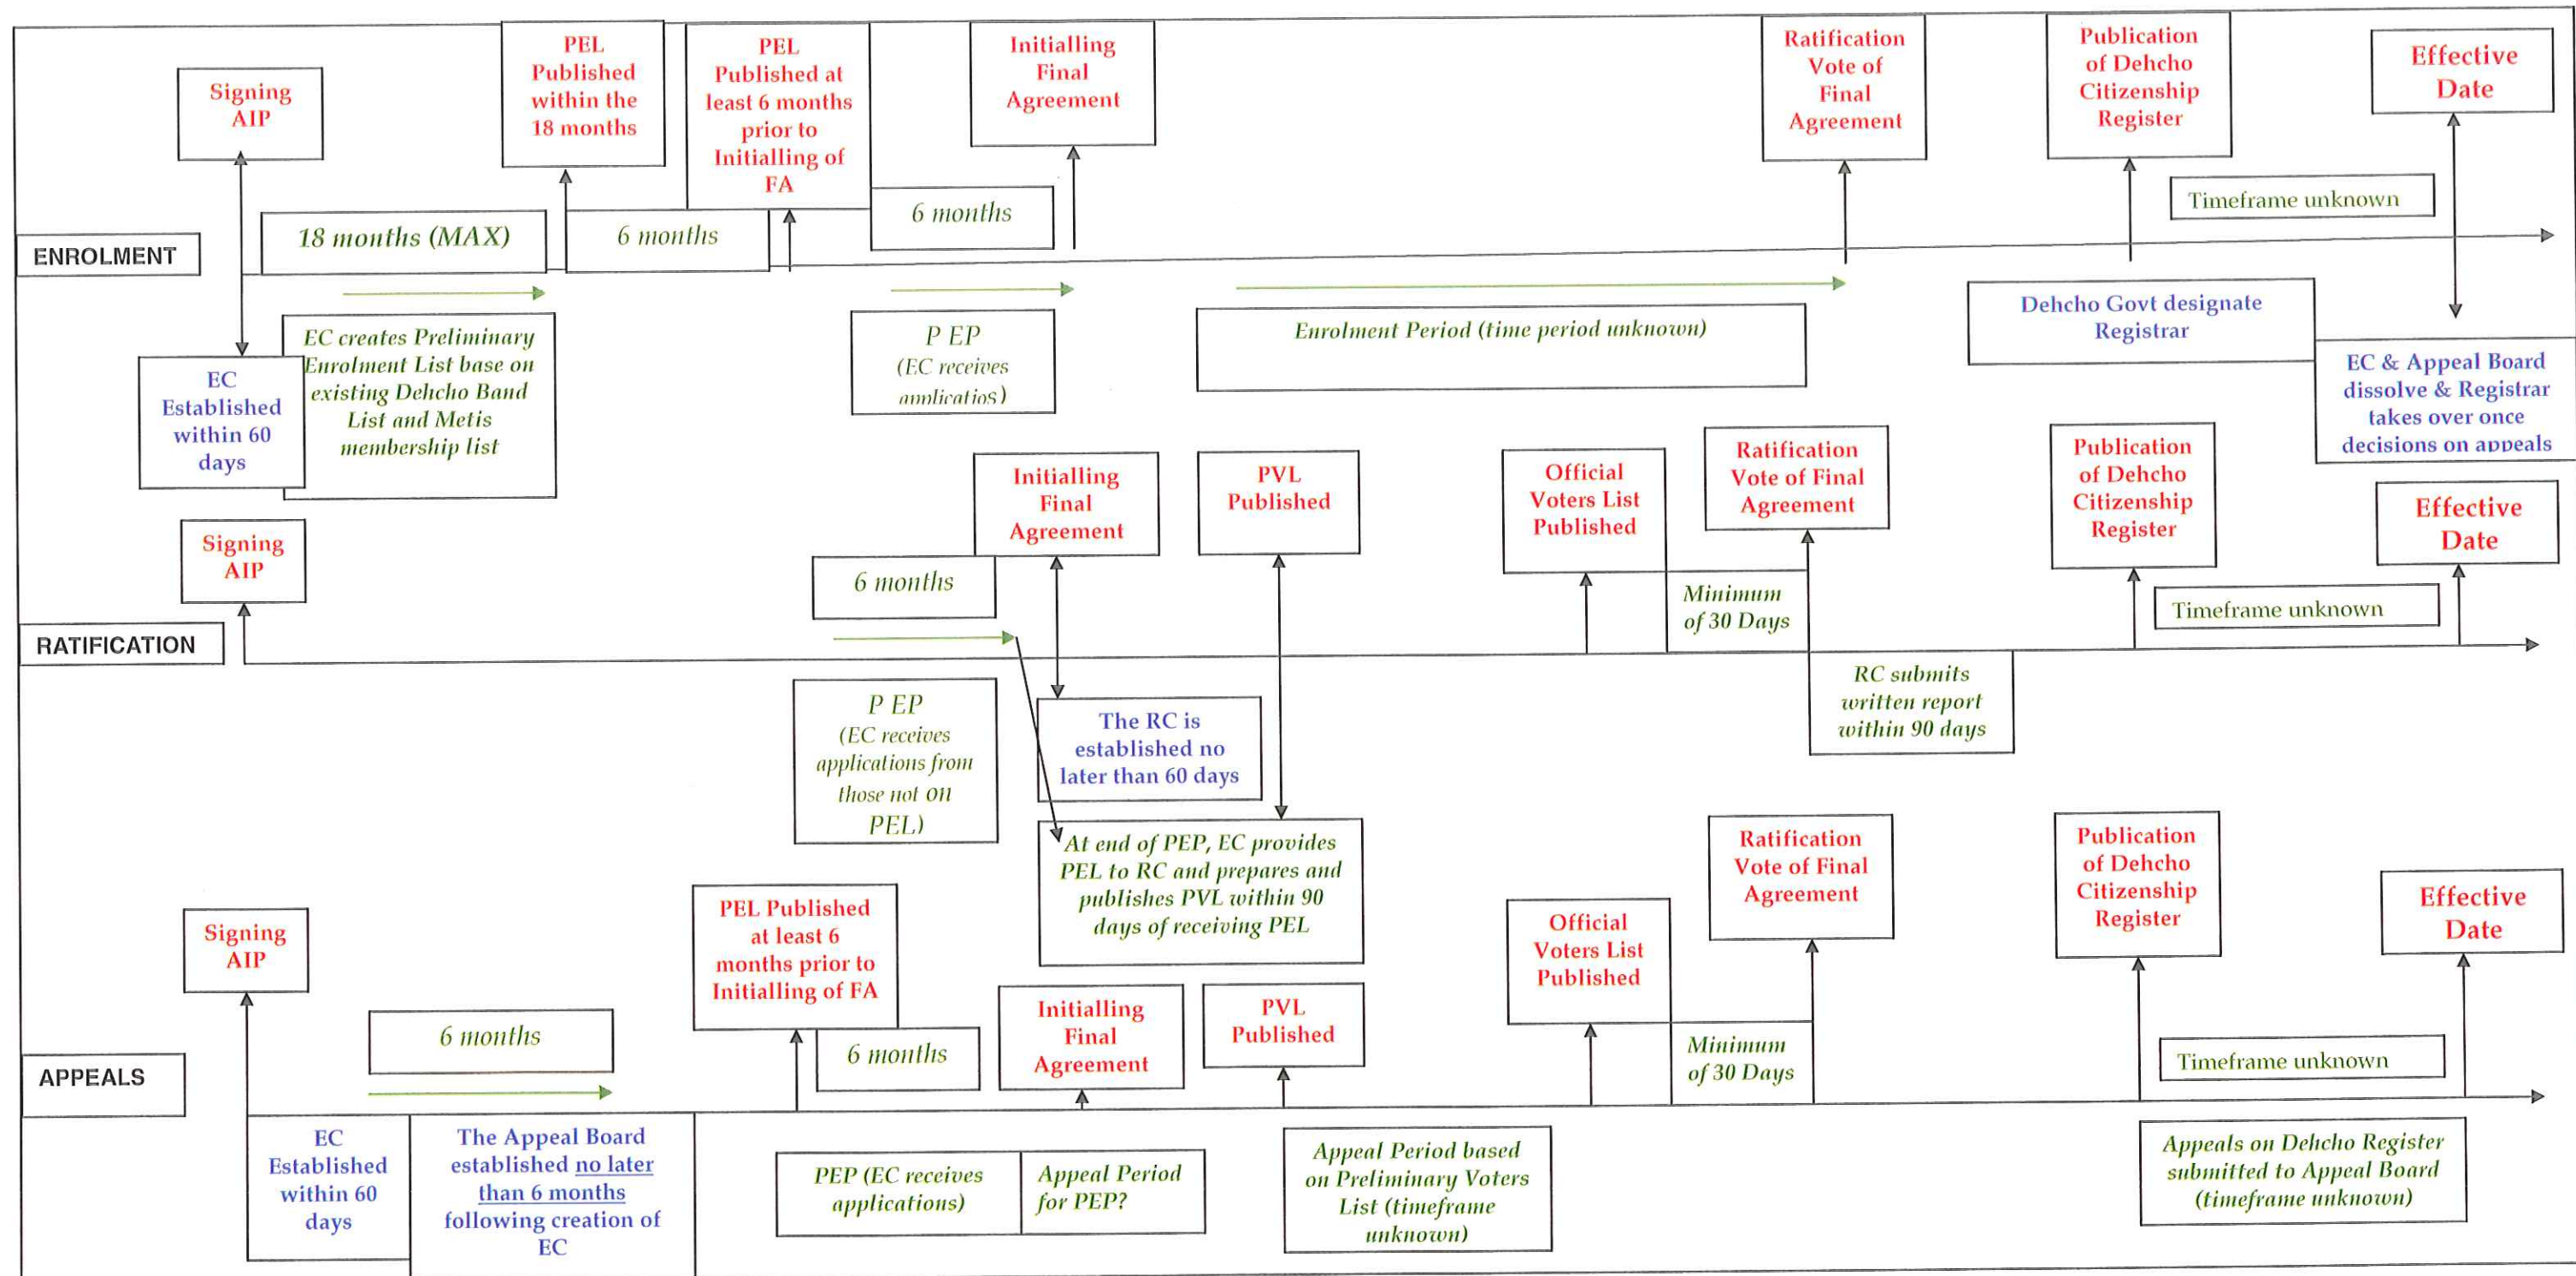 PEL
Published
within the
18 months
PEL
Published at
least 6 months
prior to
Initialling of
FA
Initialling
Final
Agreement
Ratification
Vote of
Final
Agreement
Publication
of Dehcho
Citizenship
Register
Effective
Date
Signing
AIP
18 months (MAX)
6 months
6 months
Timeframe unknown
ENROLMENT
EC creates Preliminary
Enrolment List base on
existing Dehcho Band
List and Metis
membership list
P EP
(EC receives
applicatios)
Enrolment Period (time period unknown)
Dehcho Govt designate
Registrar
EC
Established
within 60
days
EC & Appeal Board
dissolve & Registrar
takes over once
decisions on appeals
Signing
AIP
Initialling
Final
Agreement
PVL
Published
Official
Voters List
Published
Ratification
Vote of Final
Agreement
Publication
of Dehcho
Citizenship
Register
Effective
Date
6 months
Minimum
of 30 Days
Timeframe unknown
RATIFICATION
P EP
(EC receives
applications from
those not on
PEL)
The RC is
established no
later than 60 days
RC submits
written report
within 90 days
At end of PEP, EC provides
PEL to RC and prepares and
publishes PVL within 90
days of receiving PEL
Signing
AIP
PEL Published
at least 6
months prior to
Initialling of FA
Initialling
Final
Agreement
PVL
Published
Official
Voters List
Published
Ratification
Vote of Final
Agreement
Publication
of Dehcho
Citizenship
Register
Effective
Date
6 months
6 months
Minimum
of 30 Days
Timeframe unknown
APPEALS
EC
Established
within 60
days
The Appeal Board
established no later
than 6 months
following creation of
EC
PEP (EC receives
applications)
Appeal Period
for PEP?
Appeal Period based
on Preliminary Voters
List (timeframe
unknown)
Appeals on Dehcho Register
submitted to Appeal Board
(timeframe unknown)